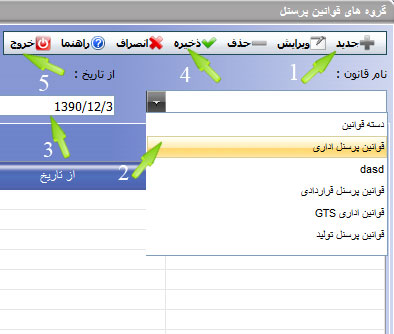 گروه های قوانین پرسنل
جدید ویرایش حذف ذخیره انصراف راهنما خروج
1 4 5
نام قانون : از تاریخ :
1390/12/3
دسته قوانین
قوانین پرسنل اداری
2 3
dasd
از تاریخ
قوانین پرسنل قراردادی
قوانین اداری GTS
قوانین پرسنل تولید